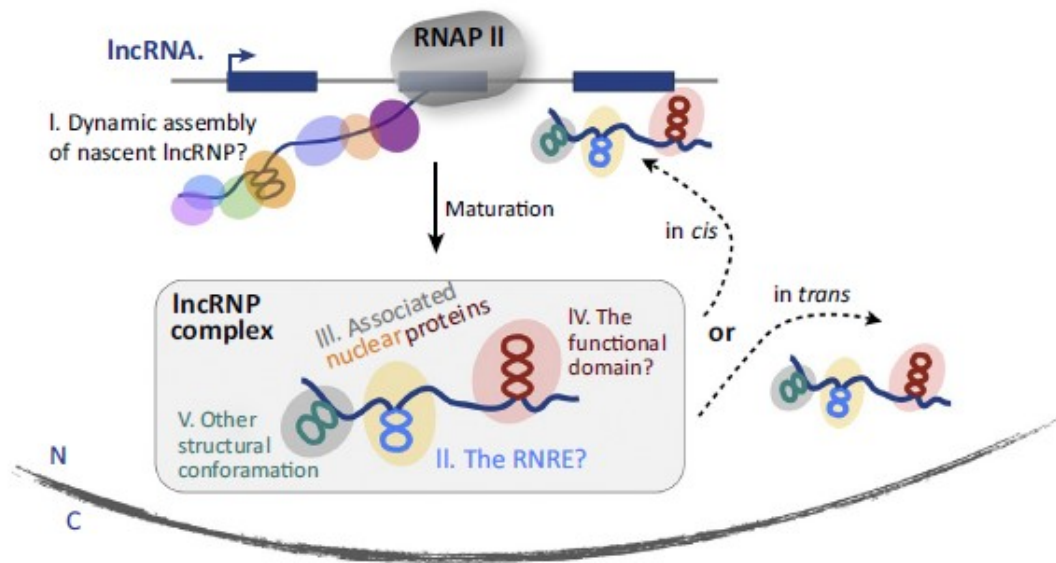 RNAP II
lncRNA.
I. Dynamic assembly
of nascent lncRNP?
Maturation
in cis
in trans
or
lncRNP
complex
III. Associated
nuclear proteins
IV. The
functional
domain?
V. Other
structural
conforamation
II. The RNRE?
N
C